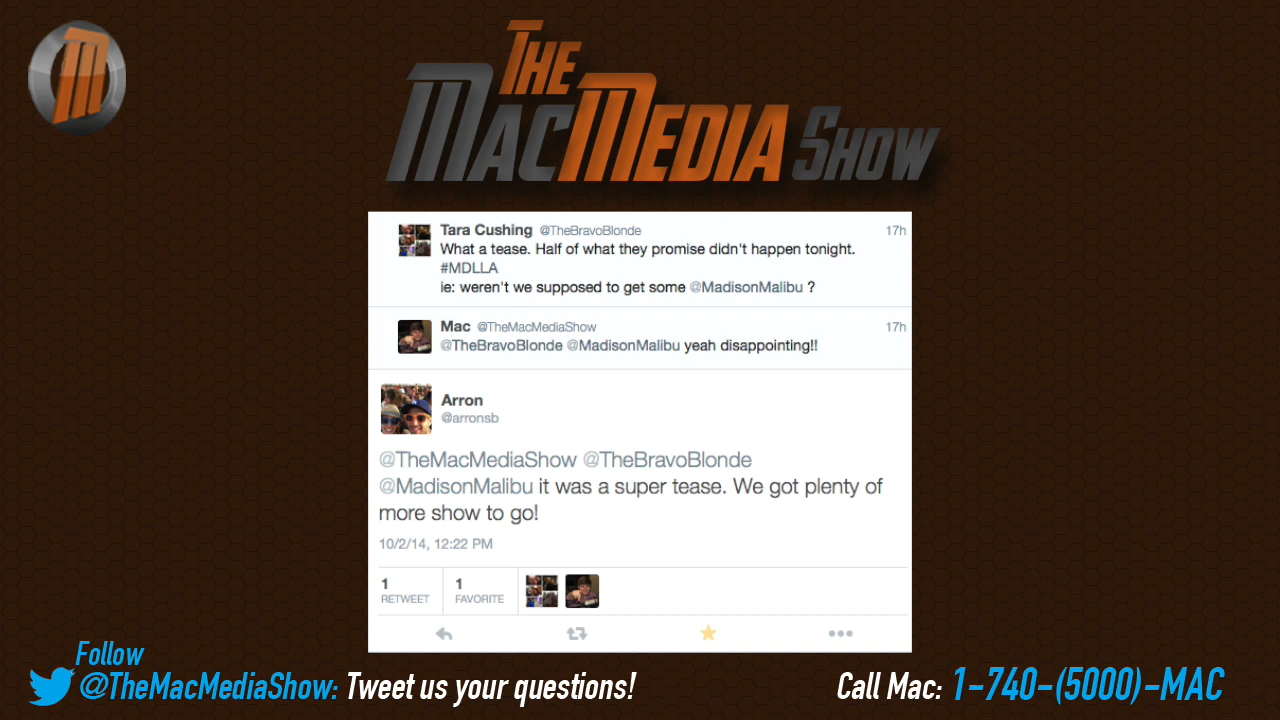 M
THE
MACMEDIA SHOW
Tara Cushing @TheBravoBlonde 17h
What a tease. Half of what they promise didn't happen tonight.
#MDLLA
ie: weren't we supposed to get some @MadisonMalibu ?
Mac @TheMacMediaShow 17h
@TheBravoBlonde @MadisonMalibu yeah disappointing!!
Arron
@arronsb
@TheMacMediaShow @TheBravoBlonde
@MadisonMalibu it was a super tease. We got plenty of
more show to go!
10/2/14, 12:22 PM
1 1
RETWEET FAVORITE
Follow
@TheMacMediaShow: Tweet us your questions! Call Mac: 1-740-(5000)-MAC